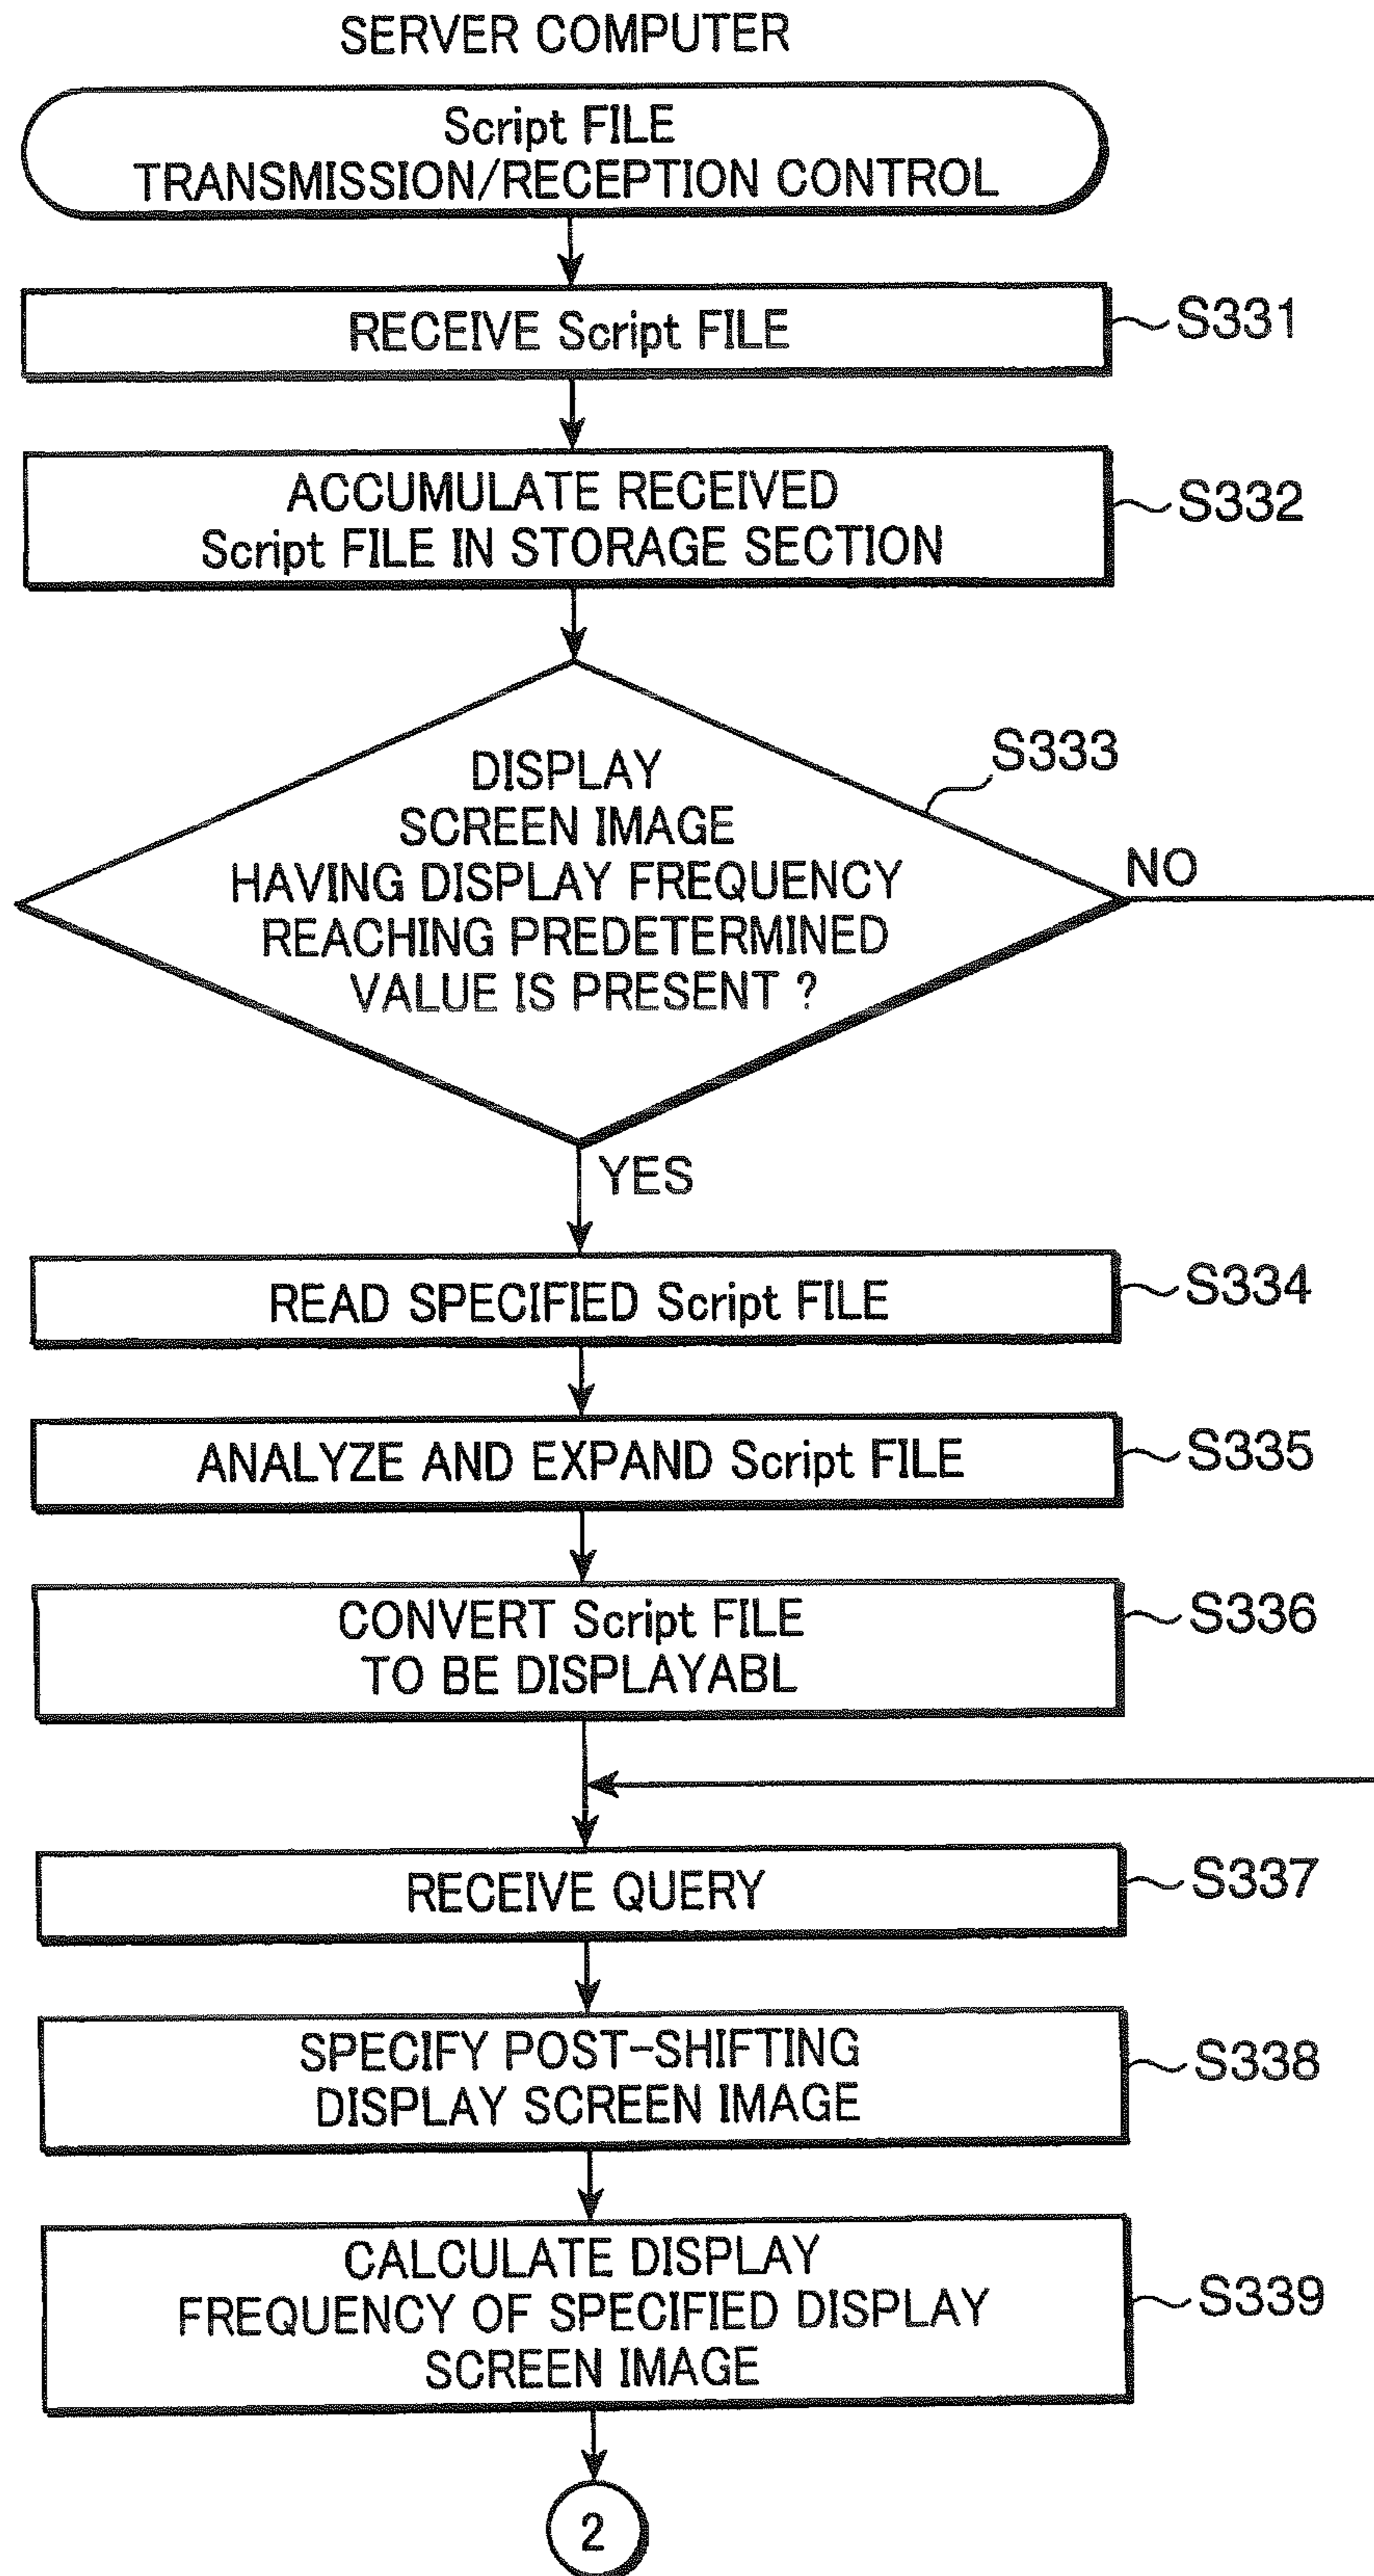 SERVER COMPUTER
Script FILE
TRANSMISSION/RECEPTION CONTROL
RECEIVE Script FILE
S331
ACCUMULATE RECEIVED
Script FILE IN STORAGE SECTION
S332
DISPLAY
SCREEN IMAGE
HAVING DISPLAY FREQUENCY
REACHING PREDETERMINED
VALUE IS PRESENT ?
S333
NO
YES
READ SPECIFIED Script FILE
S334
ANALYZE AND EXPAND Script FILE
S335
CONVERT Script FILE
TO BE DISPLAYABL
S336
RECEIVE QUERY
S337
SPECIFY POST-SHIFTING
DISPLAY SCREEN IMAGE
S338
CALCULATE DISPLAY
FREQUENCY OF SPECIFIED DISPLAY
SCREEN IMAGE
S339
2